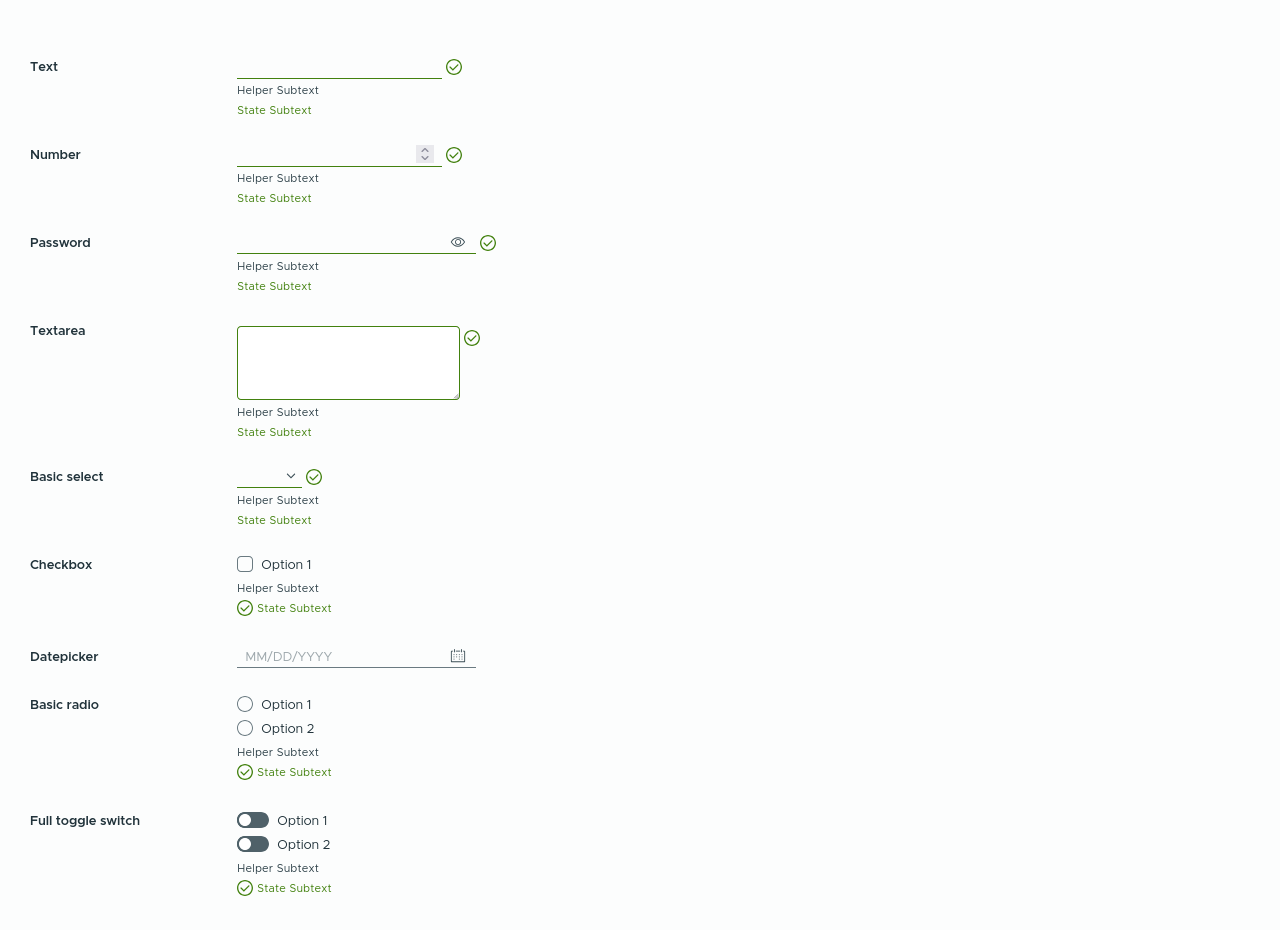 Text
Helper Subtext
State Subtext
Number
Helper Subtext
State Subtext
Password
Helper Subtext
State Subtext
Textarea
Helper Subtext
State Subtext
Basic select
Helper Subtext
State Subtext
Checkbox
Option 1
Helper Subtext
State Subtext
Datepicker
MM/DD/YYYY
Basic radio
Option 1
Option 2
Helper Subtext
State Subtext
Full toggle switch
Option 1
Option 2
Helper Subtext
State Subtext